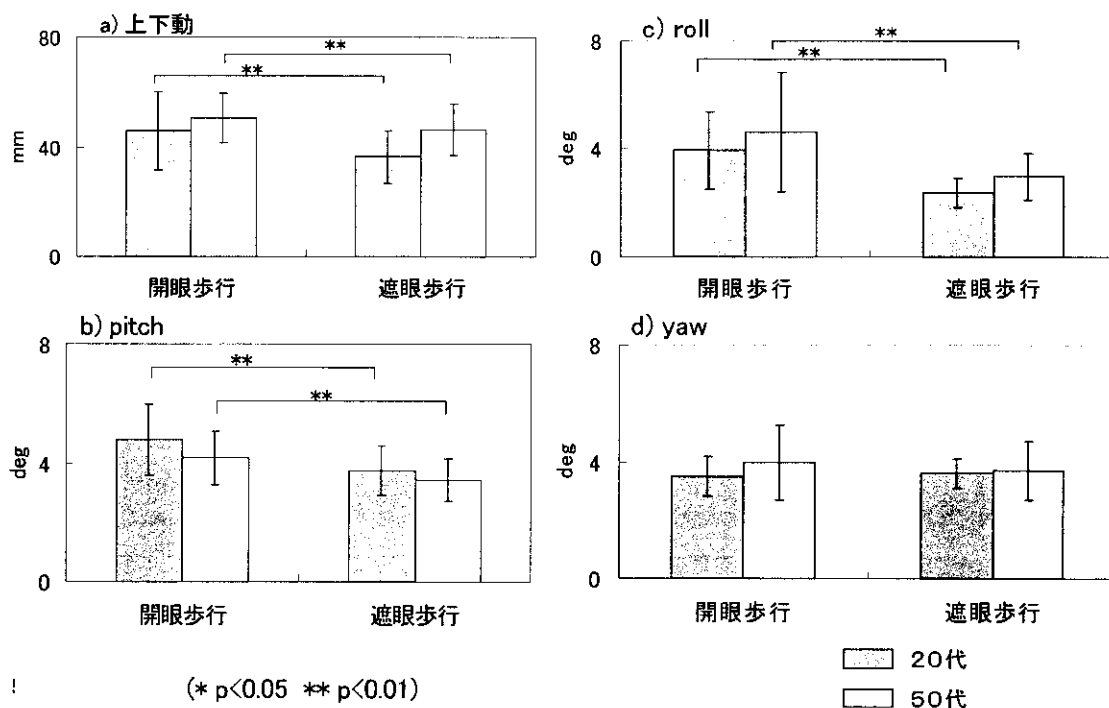 a) 上下動
80
40
0
mm
**
**
開眼歩行
遮眼歩行
c) roll
8
4
0
deg
**
**
開眼歩行
遮眼歩行
b) pitch
8
4
0
deg
**
**
開眼歩行
遮眼歩行
d) yaw
8
4
0
deg
開眼歩行
遮眼歩行
(* p<0.05 ** p<0.01)
20代
50代